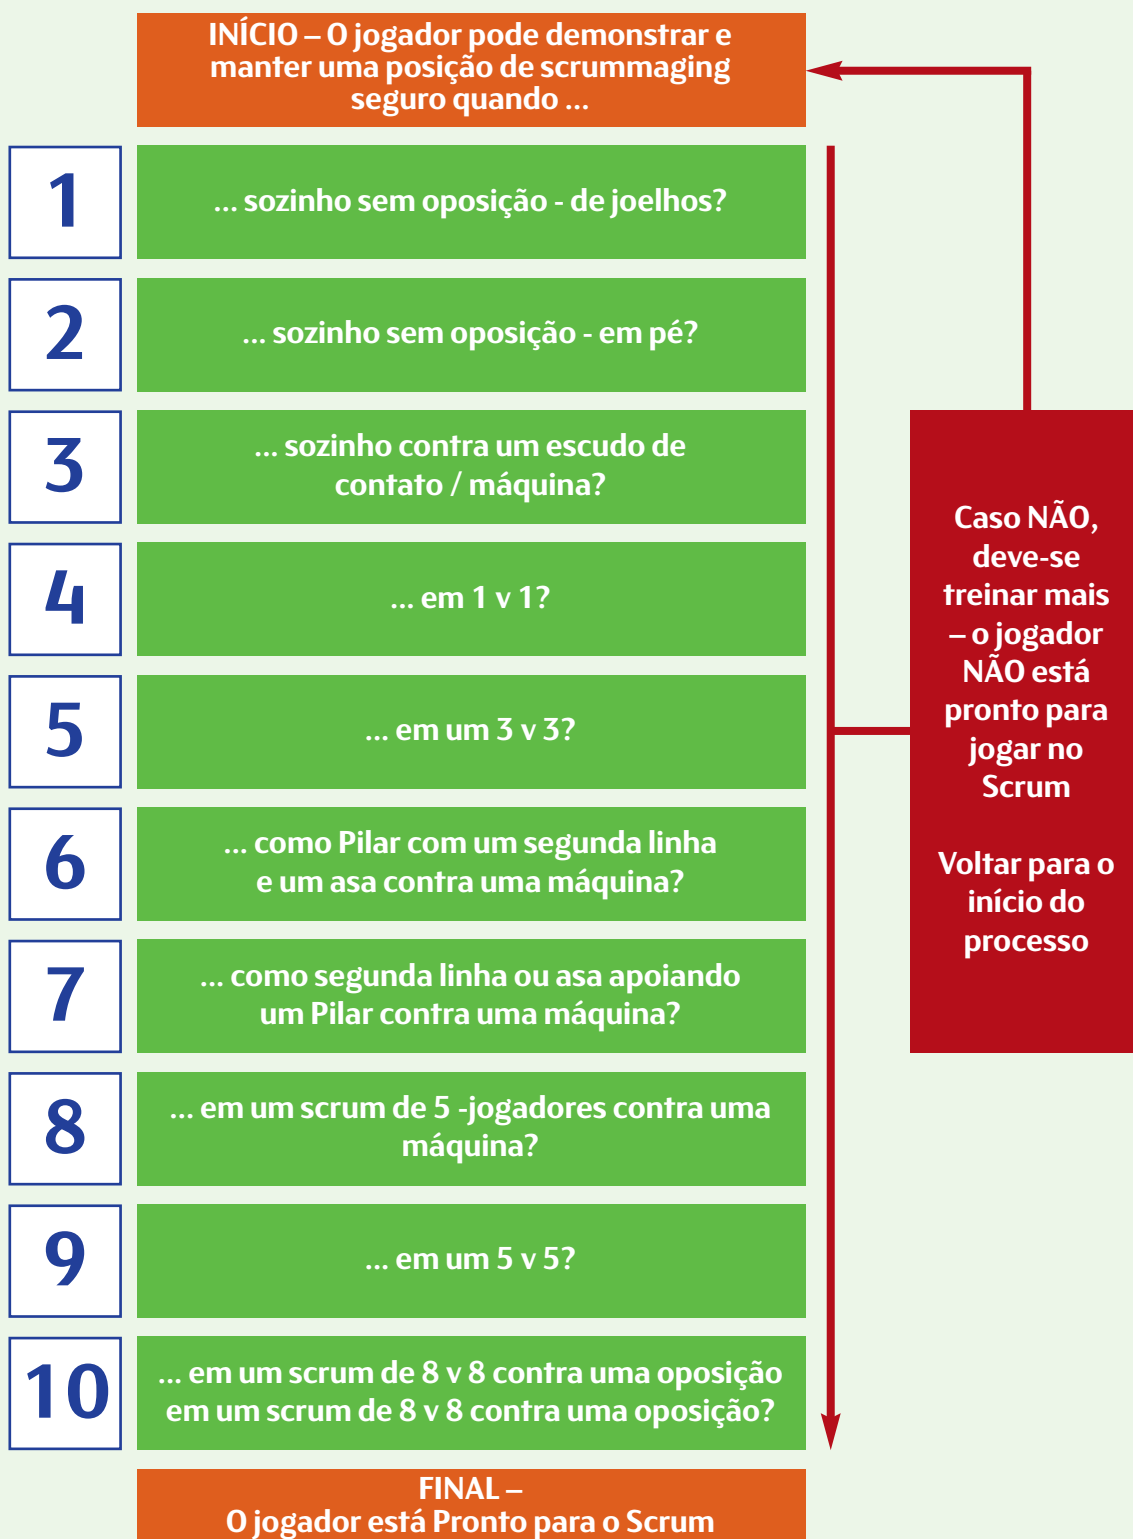 INÍCIO – O jogador pode demonstrar e
manter uma posição de scrummaging
seguro quando ...
1
... sozinho sem oposição - de joelhos?
2
... sozinho sem oposição - em pé?
3
... sozinho contra um escudo de
contato / máquina?
4
... em 1 v 1?
5
... em um 3 v 3?
6
... como Pilar com um segunda linha
e um asa contra uma máquina?
7
... como segunda linha ou asa apoiando
um Pilar contra uma máquina?
8
... em um scrum de 5 -jogadores contra uma
máquina?
9
... em um 5 v 5?
10
... em um scrum de 8 v 8 contra uma oposição
em um scrum de 8 v 8 contra uma oposição?
FINAL –
O jogador está Pronto para o Scrum
Caso NÃO,
deve-se
treinar mais
– o jogador
NÃO está
pronto para
jogar no
Scrum
Voltar para o
início do
processo